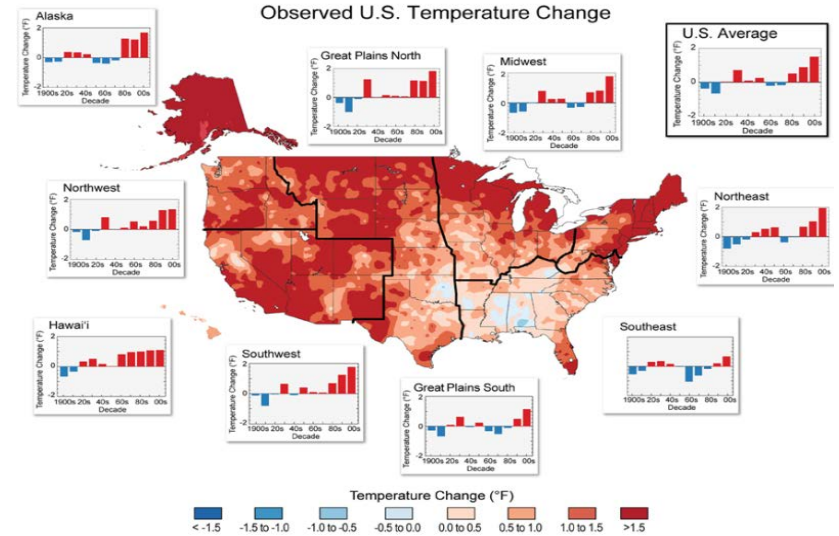 Observed U.S. Temperature Change
Alaska
Temperature Change (°F)
2
0
-2
1900s 20s 40s 60s 80s 00s
Decade
Great Plains North
Temperature Change (°F)
2
0
-2
1900s 20s 40s 60s 80s 00s
Decade
Midwest
Temperature Change (°F)
2
0
-2
1900s 20s 40s 60s 80s 00s
Decade
U.S. Average
Temperature Change (°F)
2
0
-2
1900s 20s 40s 60s 80s 00s
Decade
Northwest
Temperature Change (°F)
2
0
-2
1900s 20s 40s 60s 80s 00s
Decade
Northeast
Temperature Change (°F)
2
0
-2
1900s 20s 40s 60s 80s 00s
Decade
Hawai'i
Temperature Change (°F)
2
0
-2
1900s 20s 40s 60s 80s 00s
Decade
Southwest
Temperature Change (°F)
2
0
-2
1900s 20s 40s 60s 80s 00s
Decade
Great Plains South
Temperature Change (°F)
2
0
-2
1900s 20s 40s 60s 80s 00s
Decade
Southeast
Temperature Change (°F)
2
0
-2
1900s 20s 40s 60s 80s 00s
Decade
Temperature Change (°F)
< -1.5 -1.5 to -1.0 -1.0 to -0.5 -0.5 to 0.0 0.0 to 0.5 0.5 to 1.0 1.0 to 1.5 >1.5